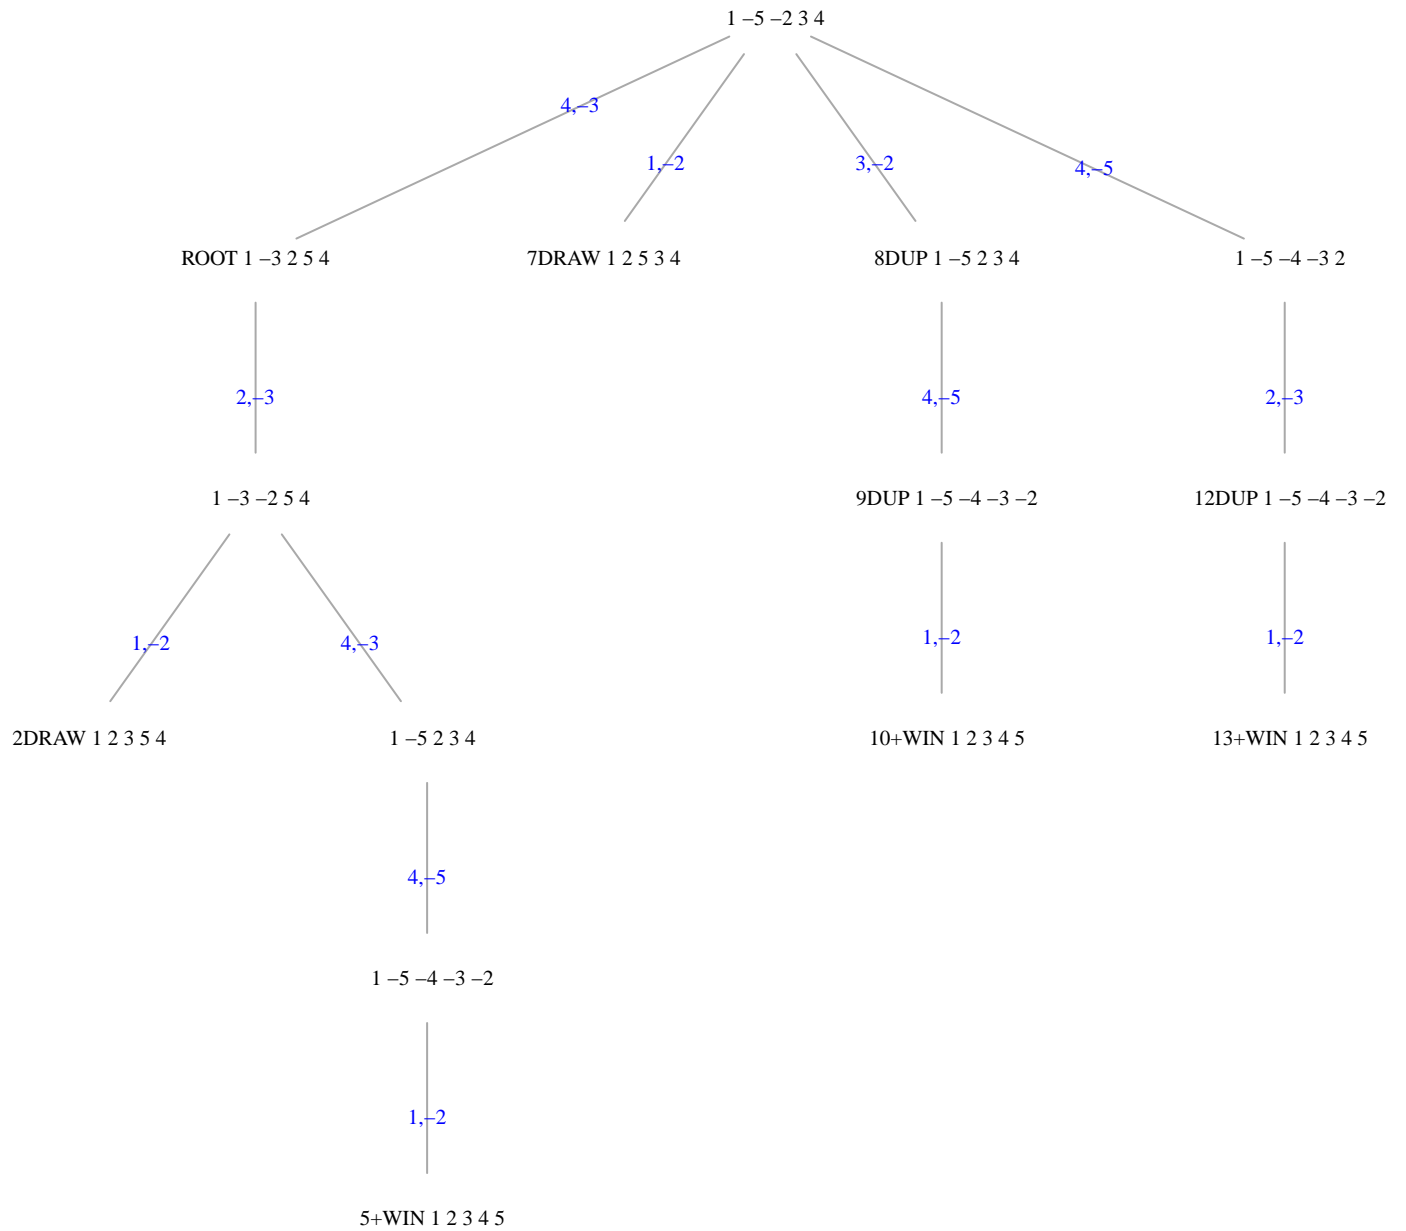 1 –5 –2 3 4
4,–3
1,–2
3,–2
4,–5
ROOT 1 –3 2 5 4
7DRAW 1 2 5 3 4
8DUP 1 –5 2 3 4
1 –5 –4 –3 2
2,–3
4,–5
2,–3
1 –3 –2 5 4
9DUP 1 –5 –4 –3 –2
12DUP 1 –5 –4 –3 –2
1,–2
4,–3
1,–2
1,–2
2DRAW 1 2 3 5 4
1 –5 2 3 4
10+WIN 1 2 3 4 5
13+WIN 1 2 3 4 5
4,–5
1 –5 –4 –3 –2
1,–2
5+WIN 1 2 3 4 5